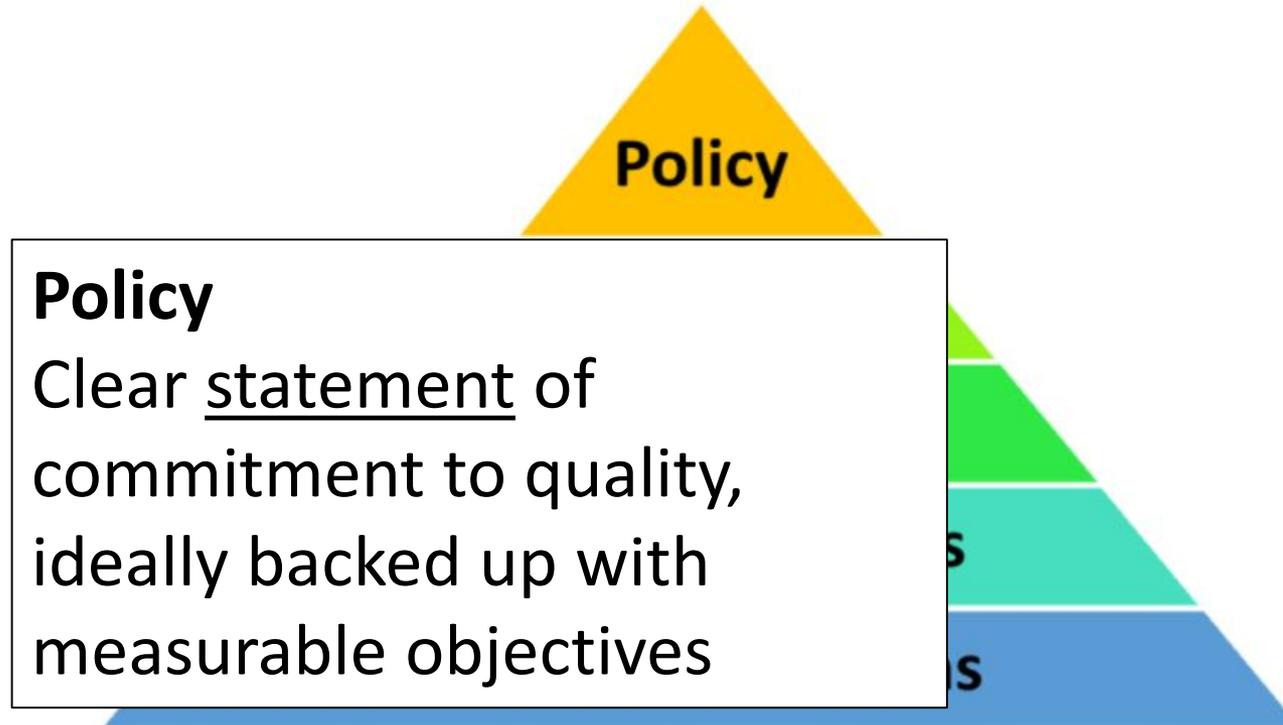 Policy
Policy
Clear statement of
commitment to quality,
ideally backed up with
measurable objectives